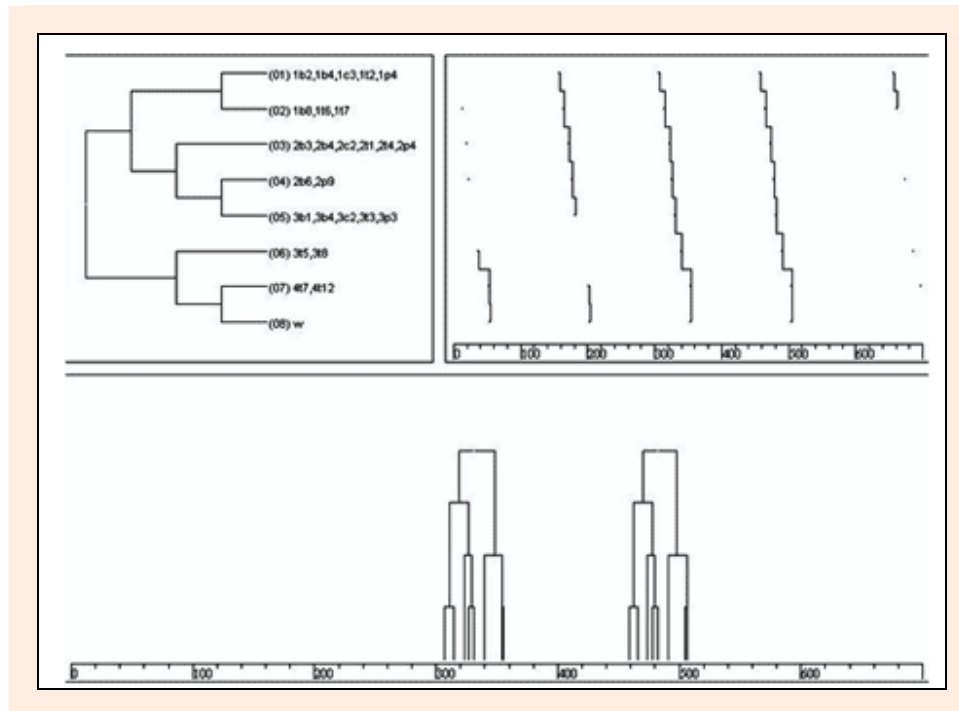 (01) 1b2,1b4,1c3,1t2,1p4
(02) 1b8,1t6,1t7
(03) 2b3,2b4,2c2,2t1,2t4,2p4
(04) 2b6,2p9
(05) 3b1,3b4,3c2,3t3,3p3
(06) 3t5,3t8
(07) 4t7,4t12
(08) w
0 100 200 300 400 500 600
0 100 200 300 400 500 600